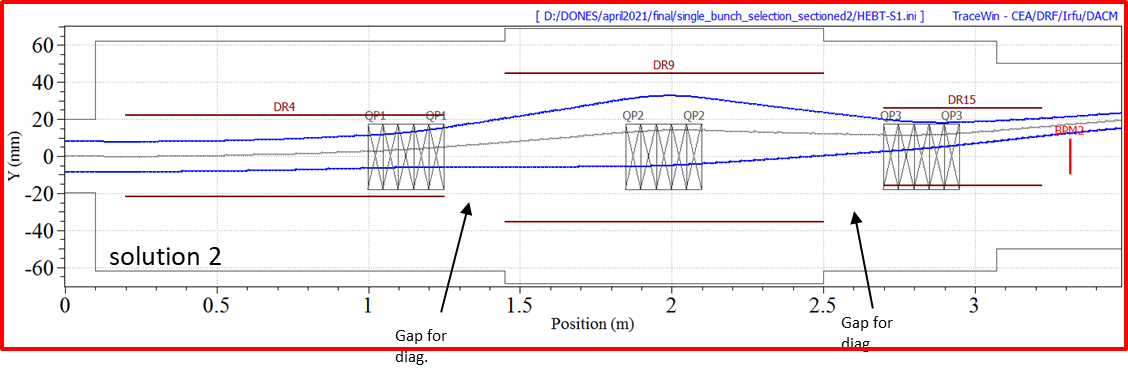 [ D:/DONES/april2021/final/single_bunch_selection_sectioned2/HEBT-S1.ini ] TraceWin - CEA/DRF/Irfu/DACM
60
40
20
0
-20
-40
-60
Y (mm)
DR9
DR4
DR15
QP1 QP1
QP2 QP2
QP3 QP3
BPM2
solution 2
0 0.5 1 1.5 2 2.5 3
Position (m)
Gap for
diag.
Gap for
diag